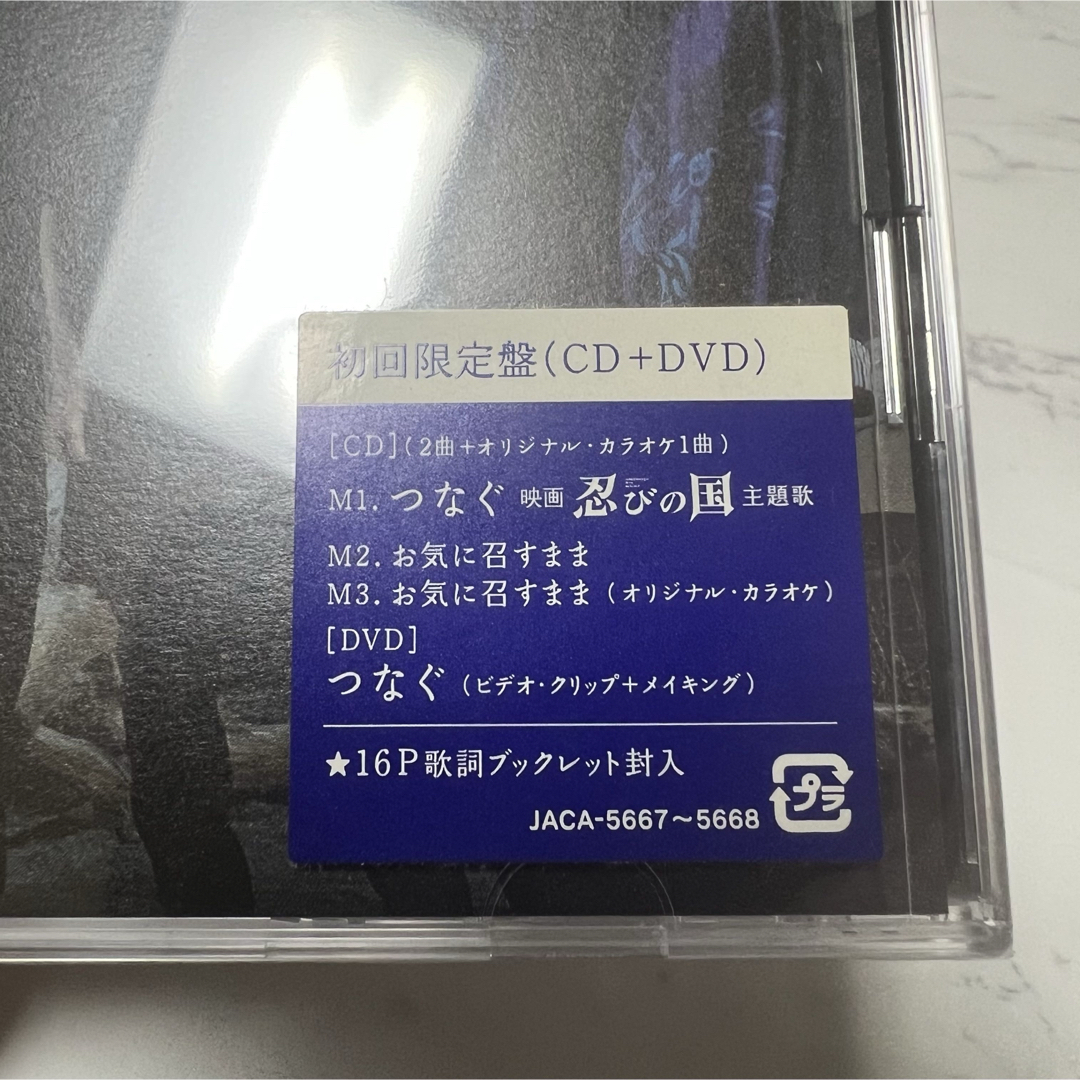 初回限定盤(CD+DVD)
[CD](2曲+オリジナル・カラオケ1曲)
M1. つなぐ 映画 忍びの国 主題歌
M2. お気に召すまま
M3. お気に召すまま (オリジナル・カラオケ)
[DVD]
つなぐ (ビデオ・クリップ+メイキング)
★16P歌詞ブックレット封入
プラ
JACA-5667〜5668